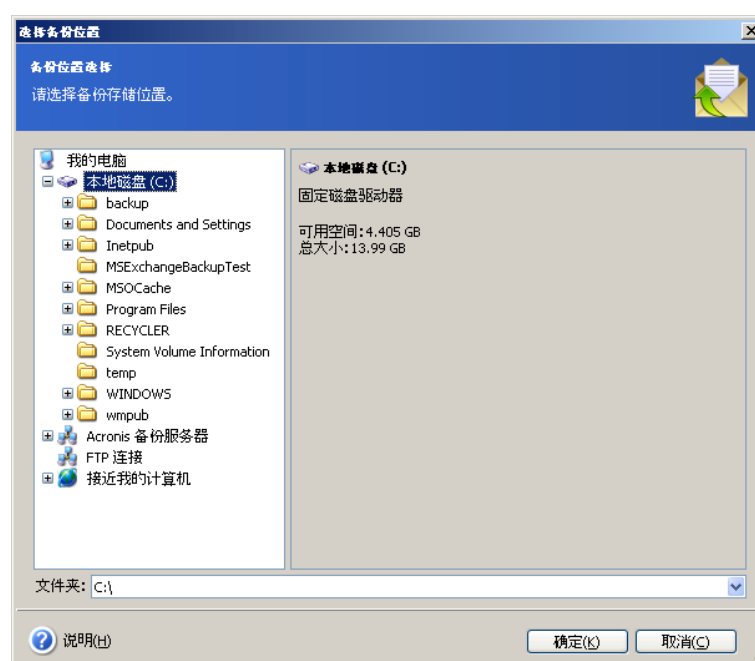 选择备份位置
备份位置选择
请选择备份存储位置。
我的电脑
本地磁盘 (C:)
backup
Documents and Settings
Inetpub
MSExchangeBackupTest
MSOCache
Program Files
RECYCLER
System Volume Information
temp
WINDOWS
wmpub
Acronis 备份服务器
FTP 连接
接近我的计算机
本地磁盘 (C:)
固定磁盘驱动器
可用空间:4.405 GB
总大小:13.99 GB
文件夹: C:\
说明(H)
确定(K)
取消(C)